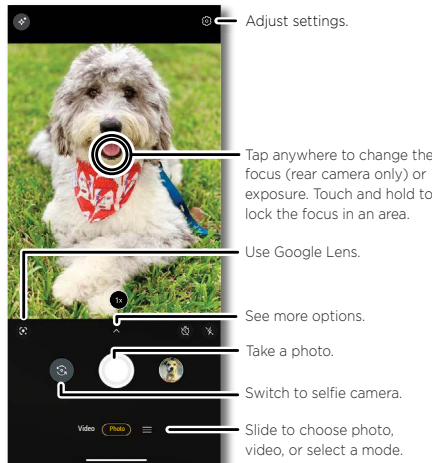 Adjust settings.
Tap anywhere to change the
focus (rear camera only) or
exposure. Touch and hold to
lock the focus in an area.
Use Google Lens.
1x
See more options.
Take a photo.
Switch to selfie camera.
Video Photo
Slide to choose photo,
video, or select a mode.